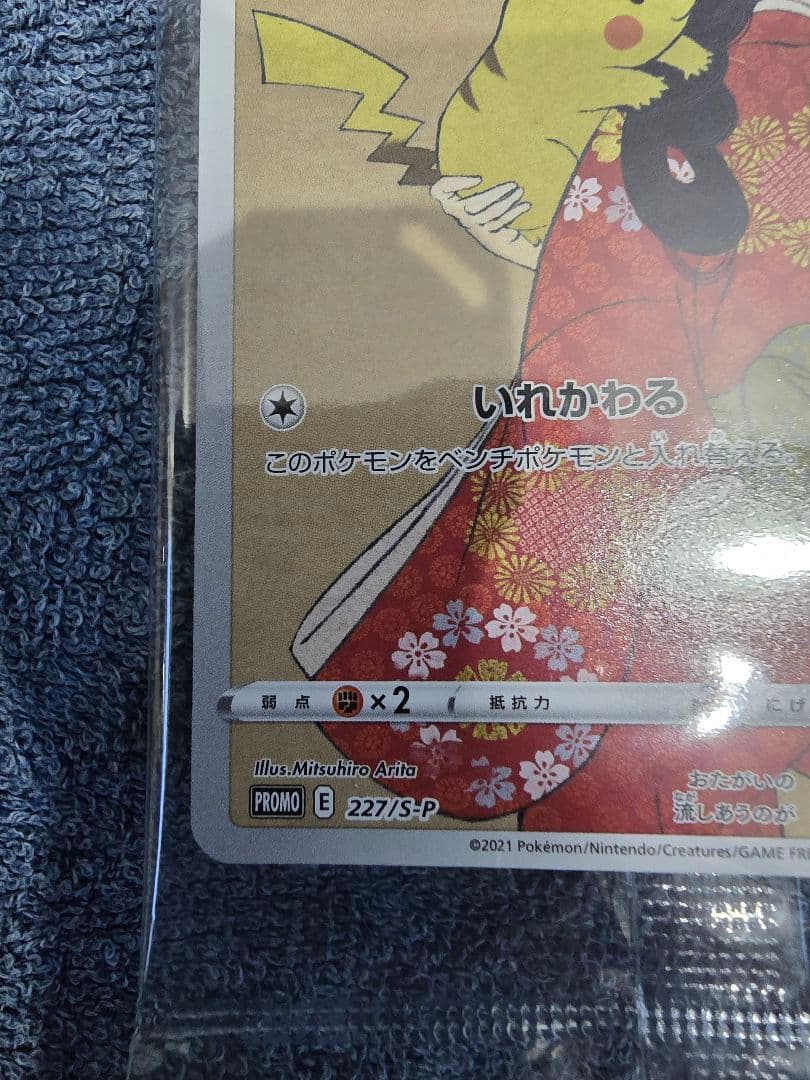 いれかわる
このポケモンをベンチポケモンと入れ替える。
弱点 ×2 抵抗力 にげ
Illus.Mitsuhiro Arita
PROMO E 227/S-P
おたがいの
流しあうのが
©2021 Pokémon/Nintendo/Creatures/GAME FRE